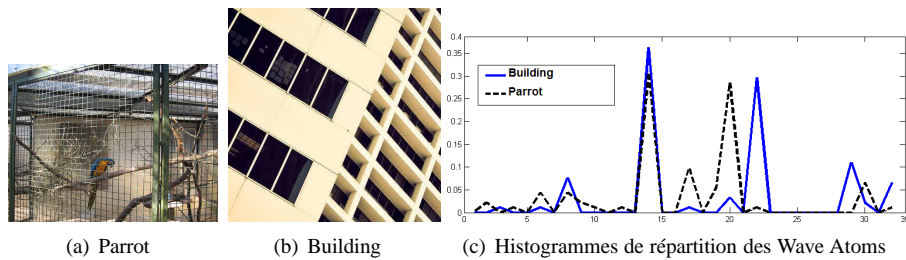 0.4
0.35
0.3
0.25
0.2
0.15
0.1
0.05
0
Building
Parrot
0 5 10 15 20 25 30 35
(a) Parrot
(b) Building
(c) Histogrammes de répartition des Wave Atoms